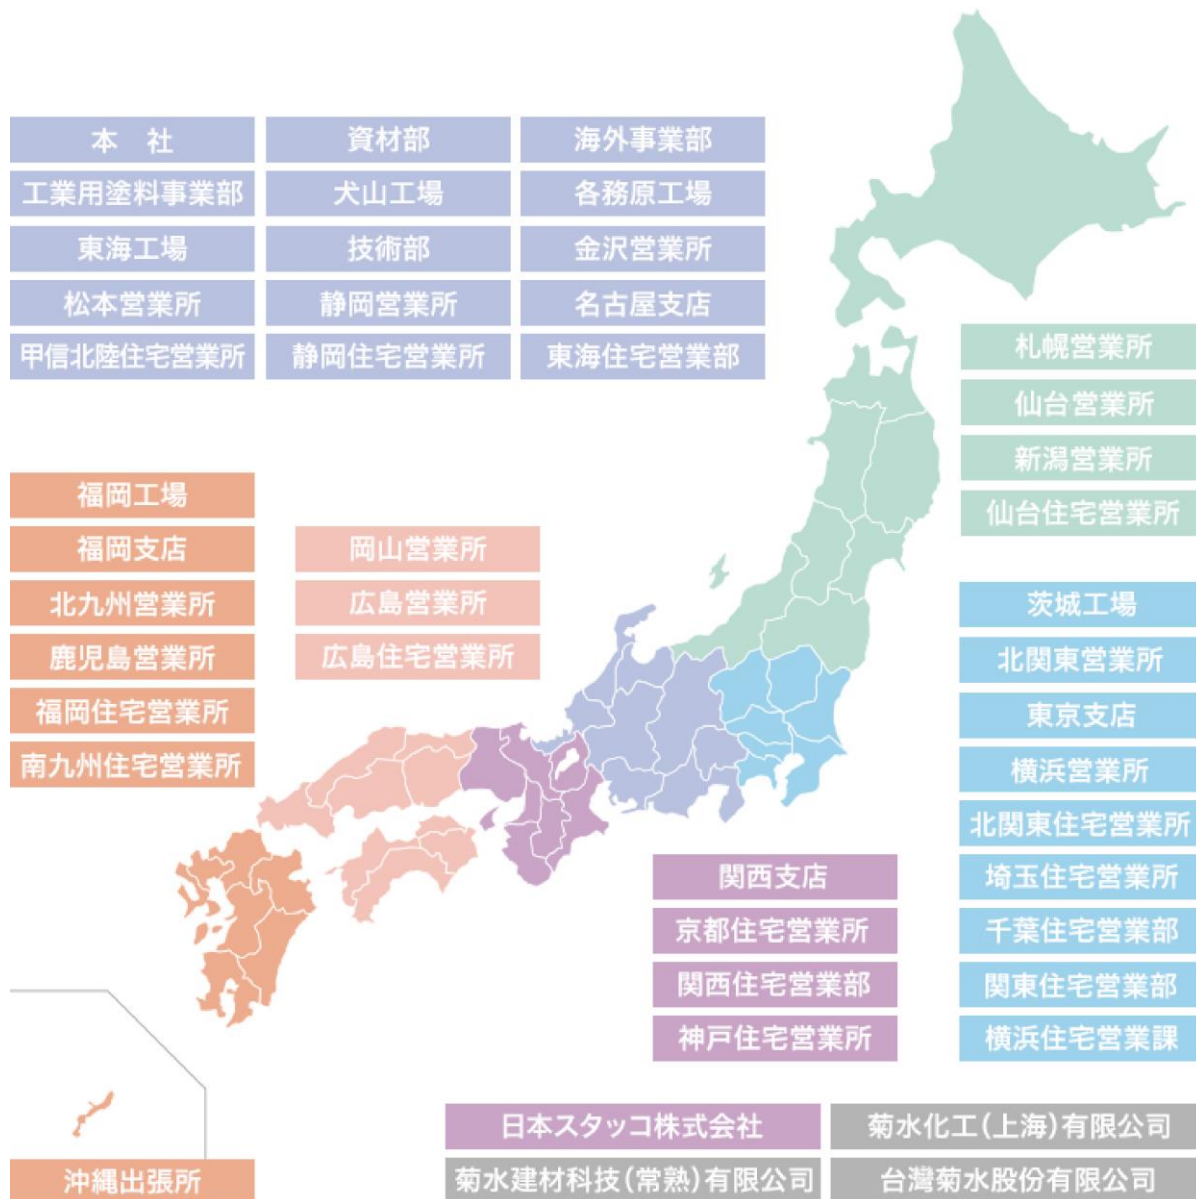 本　社
資材部
海外事業部
工業用塗料事業部
犬山工場
各務原工場
東海工場
技術部
金沢営業所
松本営業所
静岡営業所
名古屋支店
甲信北陸住宅営業所
静岡住宅営業所
東海住宅営業部
札幌営業所
仙台営業所
新潟営業所
仙台住宅営業所
福岡工場
福岡支店
北九州営業所
鹿児島営業所
福岡住宅営業所
南九州住宅営業所
岡山営業所
広島営業所
広島住宅営業所
茨城工場
北関東営業所
東京支店
横浜営業所
北関東住宅営業所
埼玉住宅営業所
千葉住宅営業部
関東住宅営業部
横浜住宅営業課
関西支店
京都住宅営業所
関西住宅営業部
神戸住宅営業所
日本スタッコ株式会社
菊水化工(上海)有限公司
菊水建材科技(常熟)有限公司
台灣菊水股份有限公司
沖縄出張所